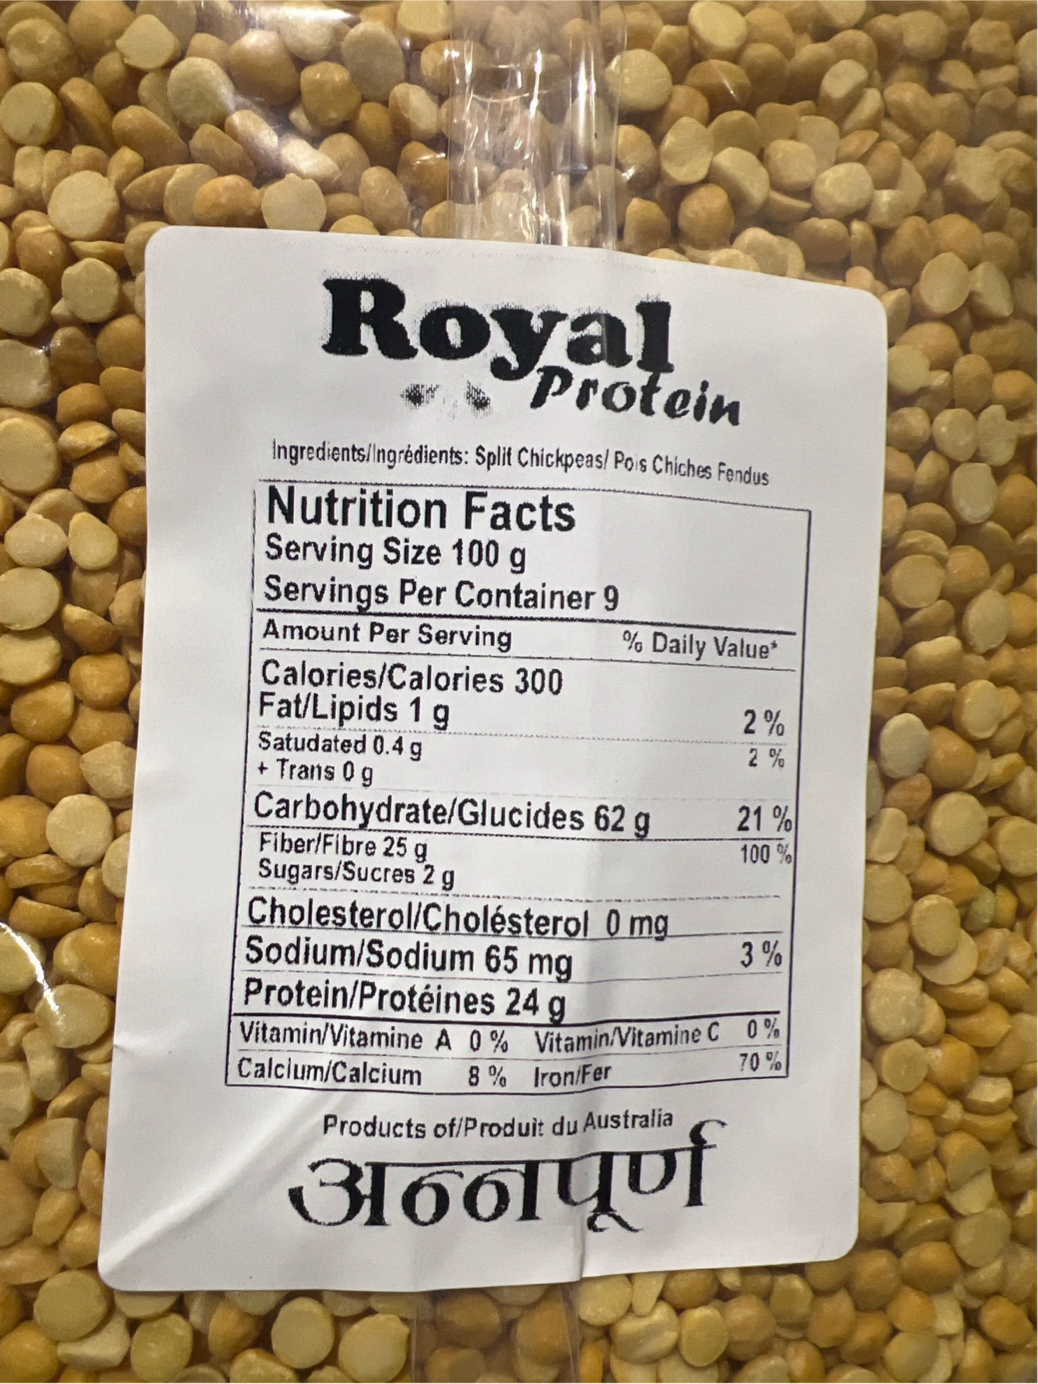 Royal
Protein
Ingredients/Ingrédients: Split Chickpeas/ Pois Chiches Fendus
Nutrition Facts
Serving Size 100 g
Servings Per Container 9
Amount Per Serving % Daily Value*
Calories/Calories 300
Fat/Lipids 1 g 2 %
Satudated 0.4 g 2 %
+ Trans 0 g
Carbohydrate/Glucides 62 g 21 %
Fiber/Fibre 25 g 100 %
Sugars/Sucres 2 g
Cholesterol/Choléstérol 0 mg
Sodium/Sodium 65 mg 3 %
Protein/Protéines 24 g
Vitamin/Vitamine A 0 % Vitamin/Vitamine C 0 %
Calcium/Calcium 8 % Iron/Fer 70 %
Products of/Produit du Australia
अन्नपूर्ण